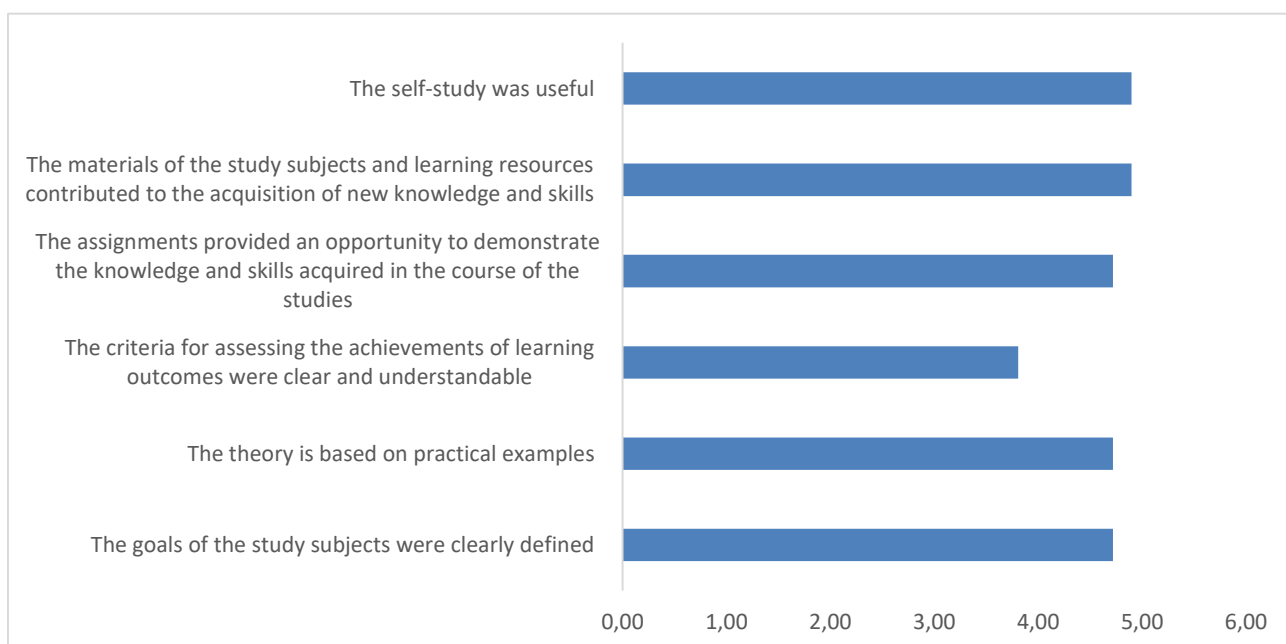 The self-study was useful
The materials of the study subjects and learning resources
contributed to the acquisition of new knowledge and skills
The assignments provided an opportunity to demonstrate
the knowledge and skills acquired in the course of the
studies
The criteria for assessing the achievements of learning
outcomes were clear and understandable
The theory is based on practical examples
The goals of the study subjects were clearly defined
0,00 1,00 2,00 3,00 4,00 5,00 6,00